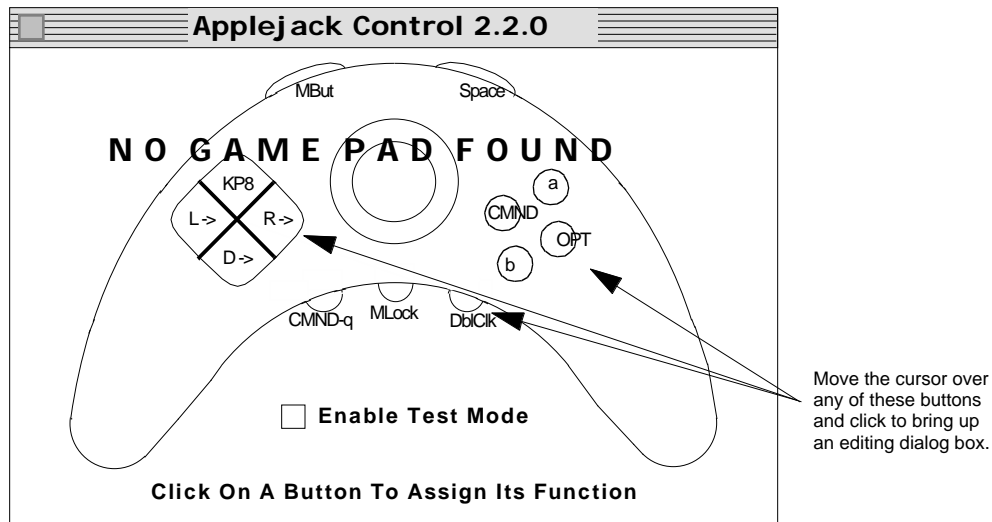 Applejack Control 2.2.0
MBut
Space
NO GAME PAD FOUND
KP8
L->
R->
D->
a
CMND
OPT
b
CMND-q
MLock
DblClk
Move the cursor over
any of these buttons
and click to bring up
an editing dialog box.
Enable Test Mode
Click On A Button To Assign Its Function